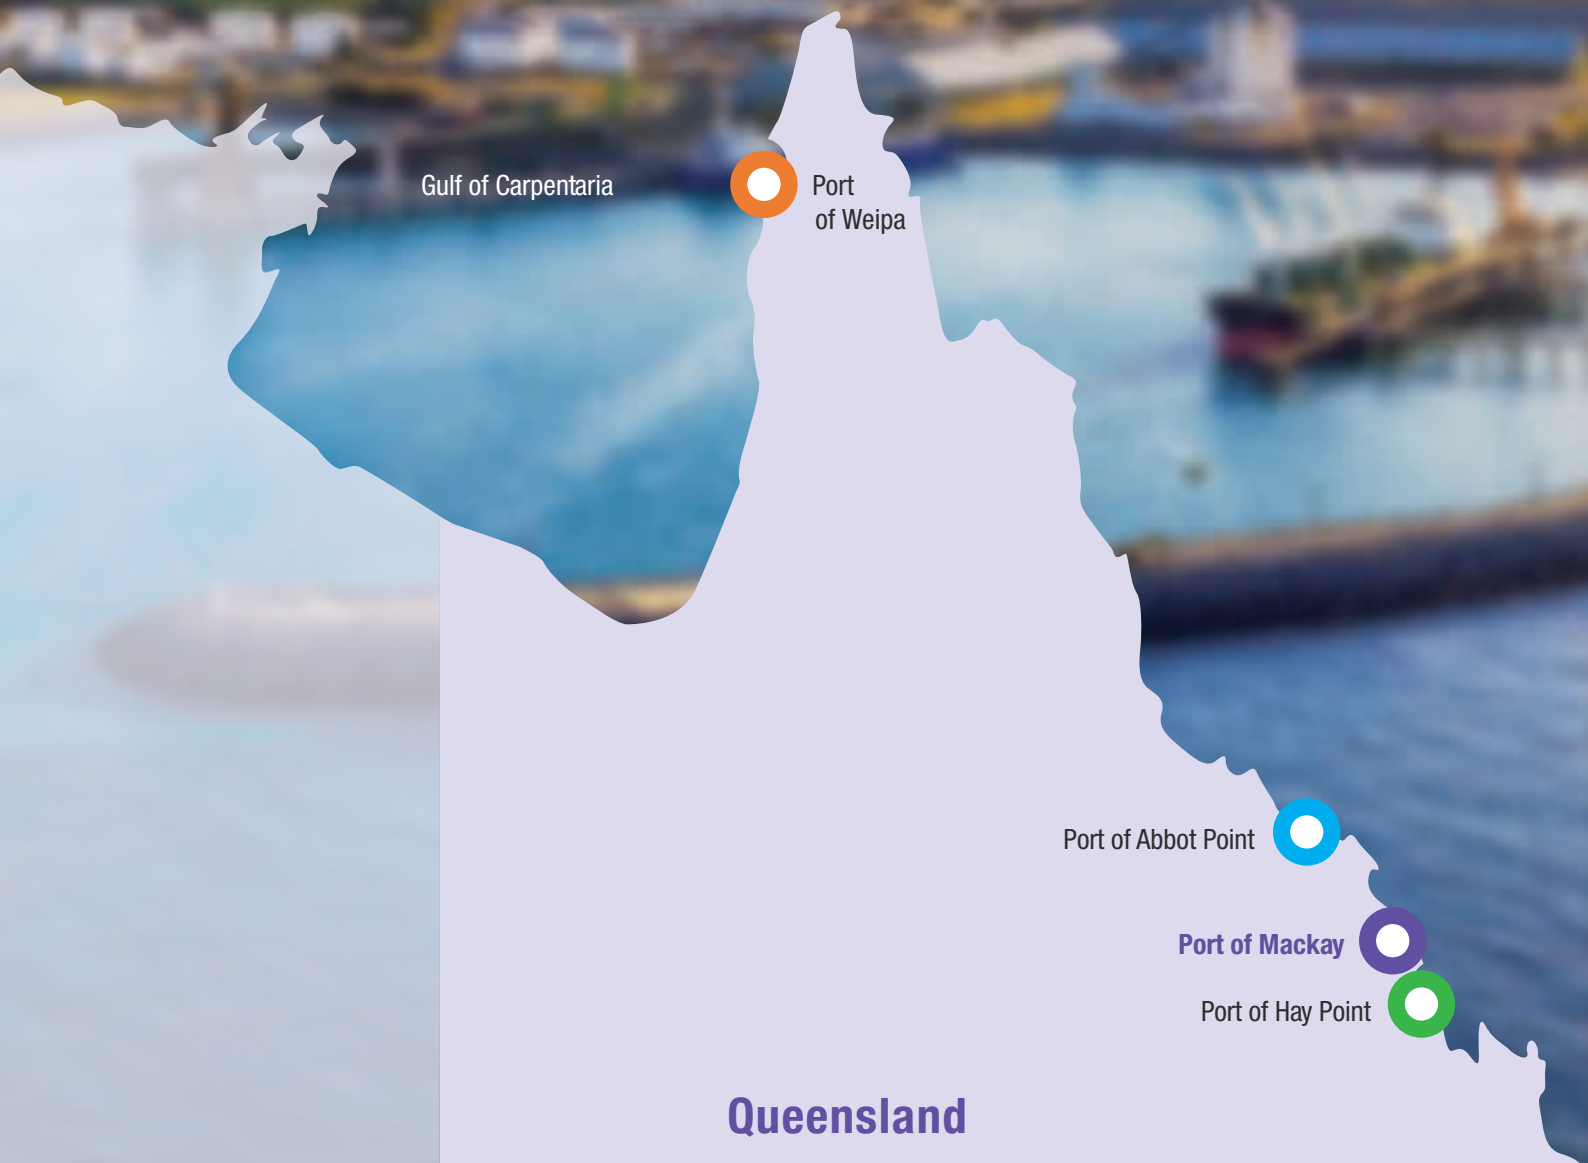 Gulf of Carpentaria
Port
of Weipa
Port of Abbot Point
Port of Mackay
Port of Hay Point
Queensland